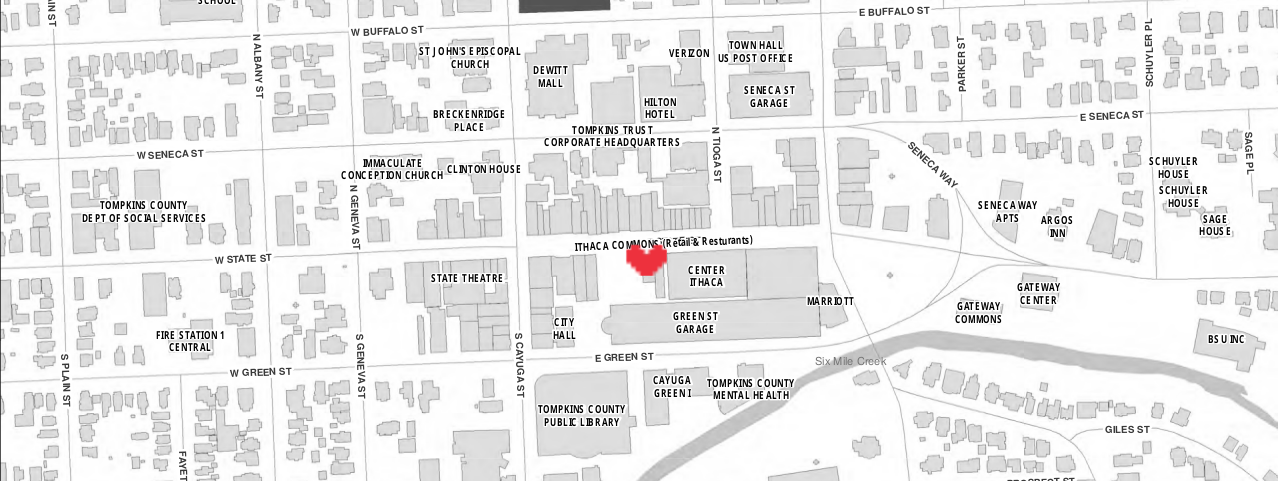 SCHOOL
E BUFFALO ST
W BUFFALO ST
N ALBANY ST
ST JOHN'S EPISCOPAL
CHURCH
DEWITT
MALL
VERIZON
TOWN HALL
US POST OFFICE
PARKER ST
SCHUYLER PL
SENECA ST
GARAGE
HILTON
HOTEL
BRECKENRIDGE
PLACE
E SENECA ST
TOMPKINS TRUST
CORPORATE HEADQUARTERS
N TIOGA ST
SENECA WAY
SAGE PL
W SENECA ST
IMMACULATE
CONCEPTION CHURCH
CLINTON HOUSE
SCHUYLER
HOUSE
SCHUYLER
HOUSE
TOMPKINS COUNTY
DEPT OF SOCIAL SERVICES
N GENEVA ST
SENECA WAY
APTS
ARGOS
INN
SAGE
HOUSE
ITHACA COMMONS (Retail & Resturants)
W STATE ST
STATE THEATRE
CENTER
ITHACA
MARRIOTT
GATEWAY
CENTER
GATEWAY
COMMONS
FIRE STATION 1
CENTRAL
CITY
HALL
GREEN ST
GARAGE
BSU INC
S PLAIN ST
S GENEVA ST
S CAYUGA ST
E GREEN ST
Six Mile Creek
W GREEN ST
CAYUGA
GREEN I
TOMPKINS COUNTY
MENTAL HEALTH
TOMPKINS COUNTY
PUBLIC LIBRARY
GILES ST